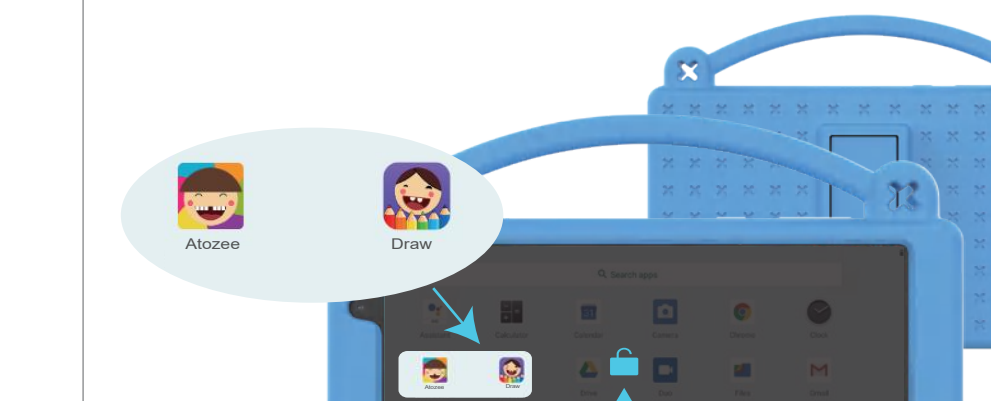 Atozee Draw
Search apps
Calculator Calendar Camera Chrome Clock
Atozee Draw Drive Duo Files Gmail